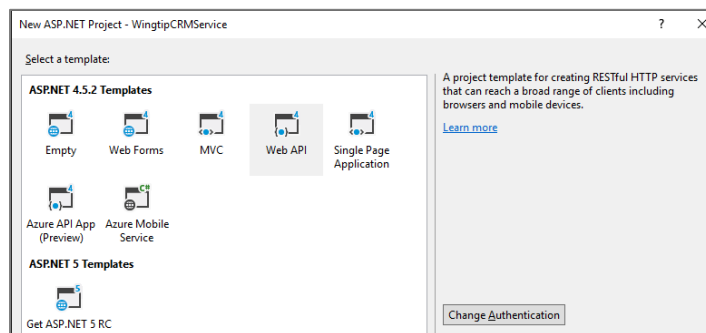 New ASP.NET Project - WingtipCRMService
? X
Select a template:
ASP.NET 4.5.2 Templates
Empty
Web Forms
MVC
Web API
Single Page
Application
Azure API App
(Preview)
Azure Mobile
Service
ASP.NET 5 Templates
Get ASP.NET 5 RC
A project template for creating RESTful HTTP services
that can reach a broad range of clients including
browsers and mobile devices.
Learn more
Change Authentication